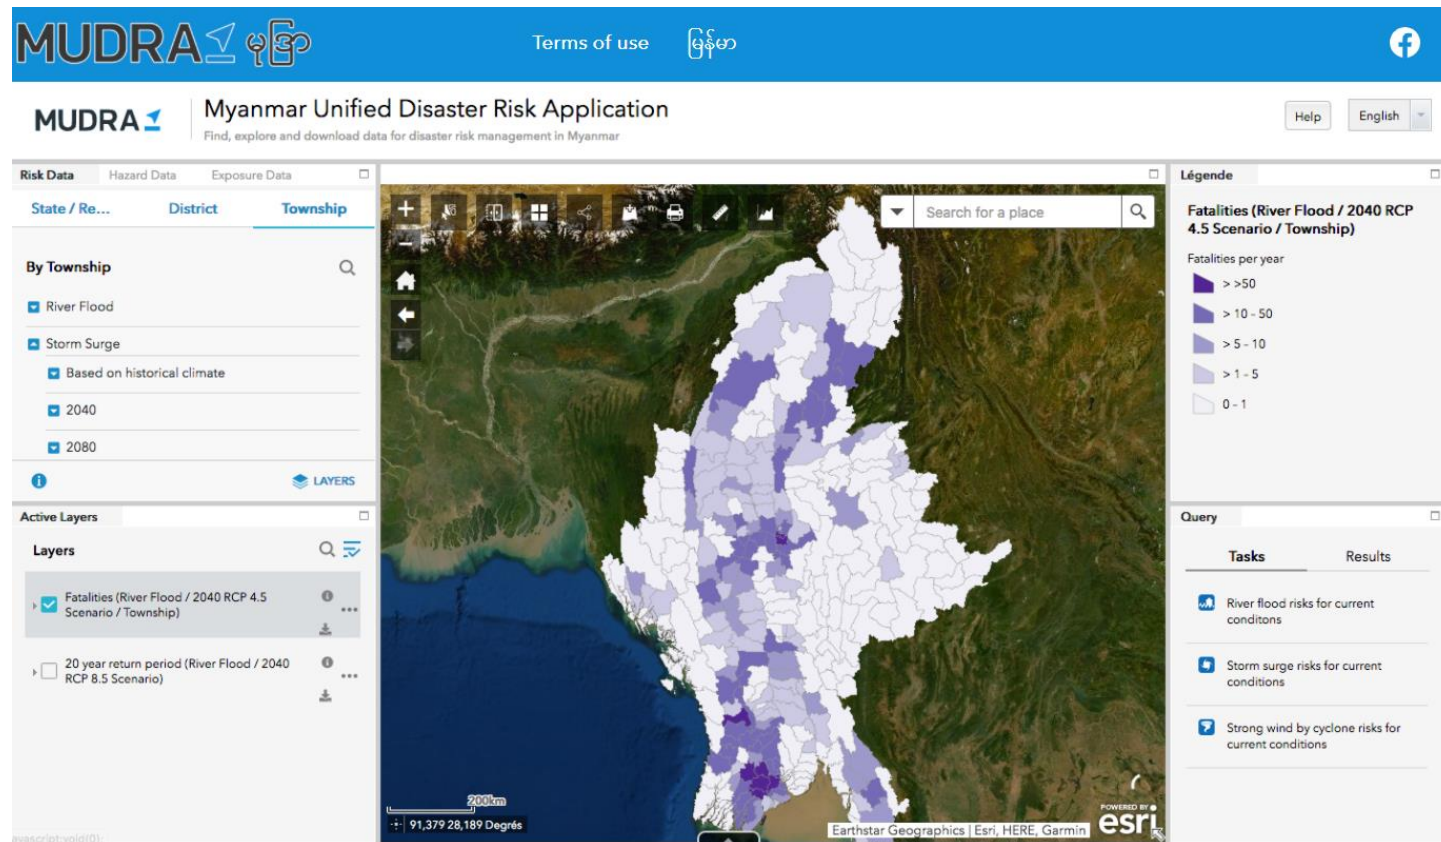 MUDRA မုဒြာ
Terms of use
မြန်မာ
MUDRA
Myanmar Unified Disaster Risk Application
Find, explore and download data for disaster risk management in Myanmar
Help
English
Risk Data
Hazard Data
Exposure Data
State / Re...
District
Township
By Township
River Flood
Storm Surge
Based on historical climate
2040
2080
LAYERS
Active Layers
Layers
Fatalities (River Flood / 2040 RCP 4.5
Scenario / Township)
20 year return period (River Flood / 2040
RCP 8.5 Scenario)
Search for a place
200km
91,379 28,189 Degrés
Earthstar Geographics | Esri, HERE, Garmin
POWERED BY
esri
Légende
Fatalities (River Flood / 2040 RCP
4.5 Scenario / Township)
Fatalities per year
> >50
> 10 - 50
> 5 - 10
> 1 - 5
0 - 1
Query
Tasks
Results
River flood risks for current
conditons
Storm surge risks for current
conditions
Strong wind by cyclone risks for
current conditions